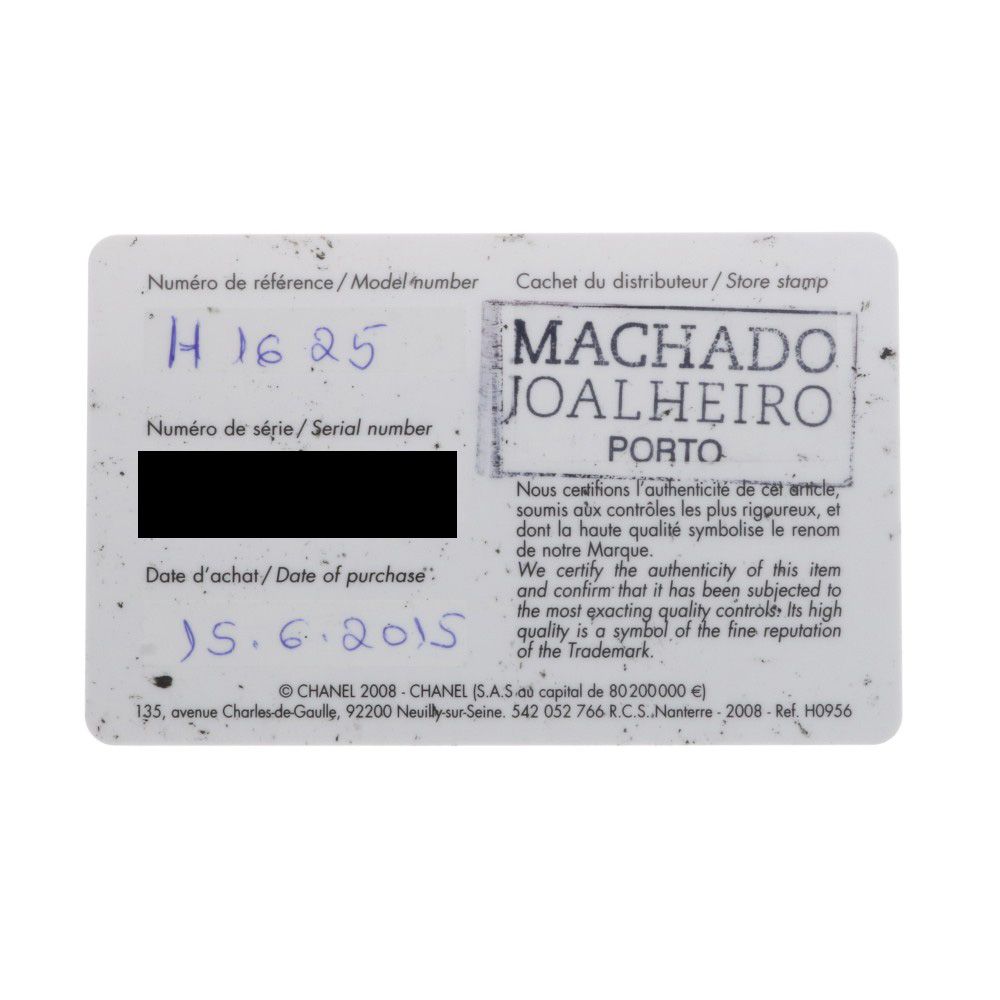 Numéro de référence / Model number
H1625
Numéro de série / Serial number
Date d'achat / Date of purchase
15.6.2015
Cachet du distributeur / Store stamp
MACHADO
JOALHEIRO
PORTO
Nous certifions l'authenticité de cet article,
soumis aux contrôles les plus rigoureux, et
dont la haute qualité symbolise le renom
de notre Marque.
We certify the authenticity of this item
and confirm that it has been subjected to
the most exacting quality controls. Its high
quality is a symbol of the fine reputation
of the Trademark.
© CHANEL 2008 - CHANEL (S.A.S au capital de 80200000 €)
135, avenue Charles-de-Gaulle, 92200 Neuilly-sur-Seine. 542 052 766 R.C.S. Nanterre - 2008 - Ref. H0956